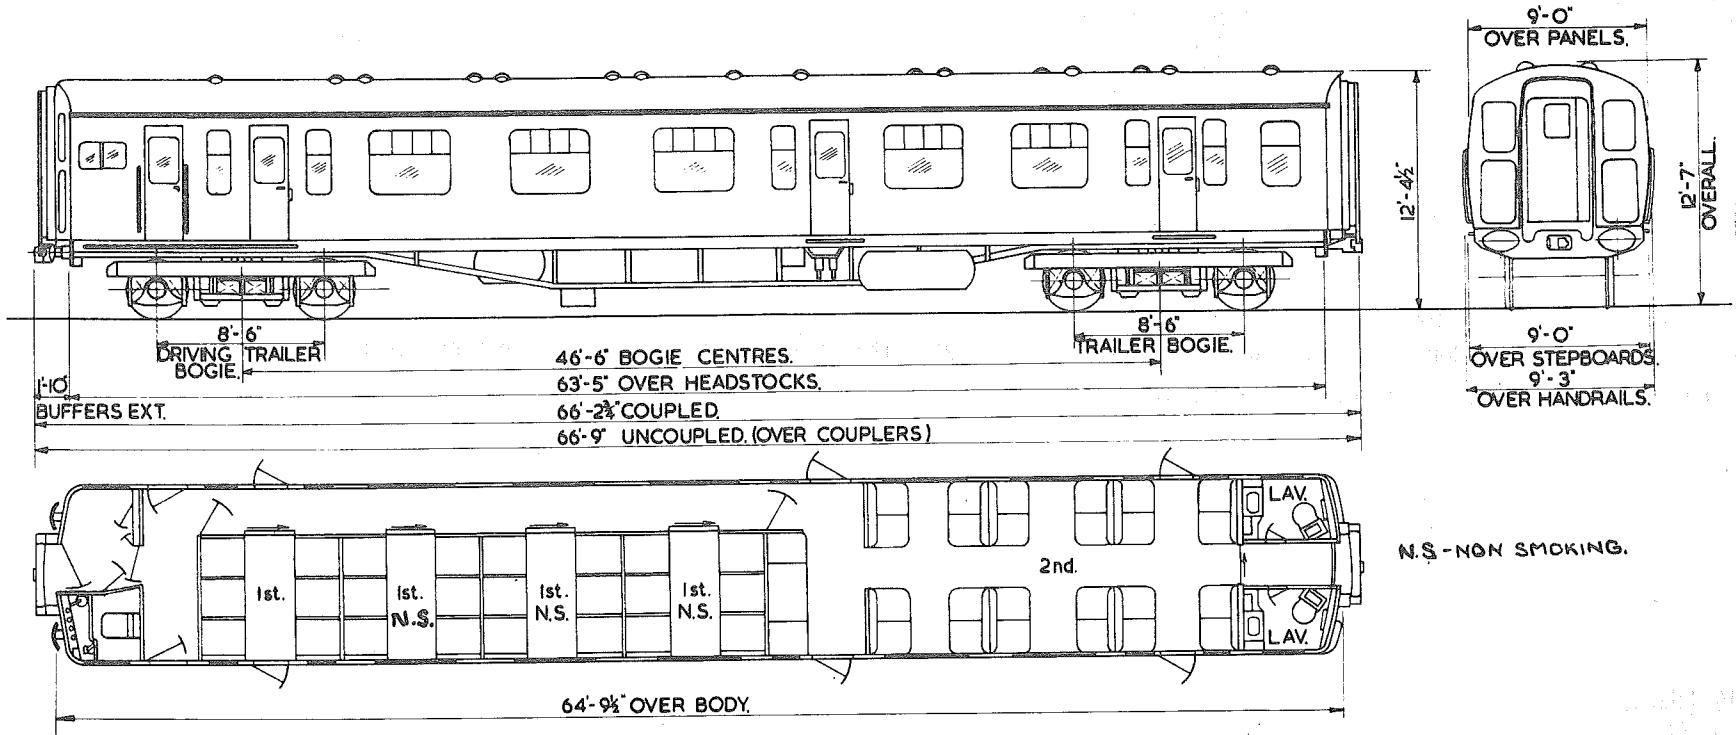 9'-0"
OVER PANELS.
12'-4½"
12'-7"
OVERALL.
8'-6"
DRIVING TRAILER
BOGIE.
8'-6"
TRAILER BOGIE.
46'-6" BOGIE CENTRES.
63'-5" OVER HEADSTOCKS.
1'-10"
BUFFERS EXT.
66'-2¾" COUPLED.
66'-9" UNCOUPLED. (OVER COUPLERS)
9'-0"
OVER STEPBOARDS.
9'-3"
OVER HANDRAILS.
LAV.
1st.
1st.
N.S.
1st.
N.S.
1st.
N.S.
2nd.
LAV.
N.S - NON SMOKING.
64'-9½" OVER BODY.